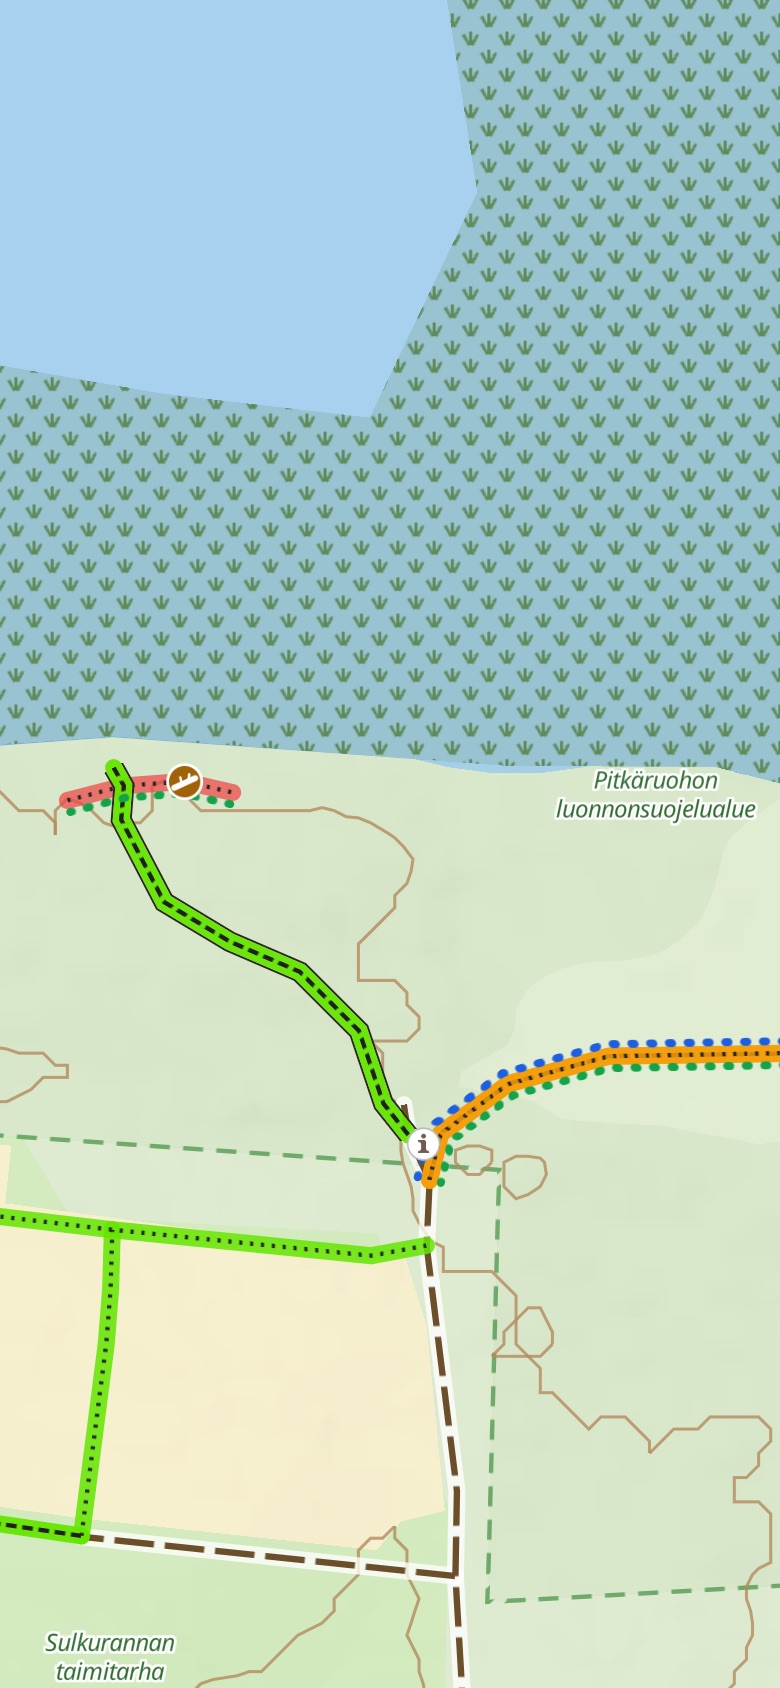 Pitkäruohon
luonnonsuojelualue
i
Sulkurannan
taimitarha